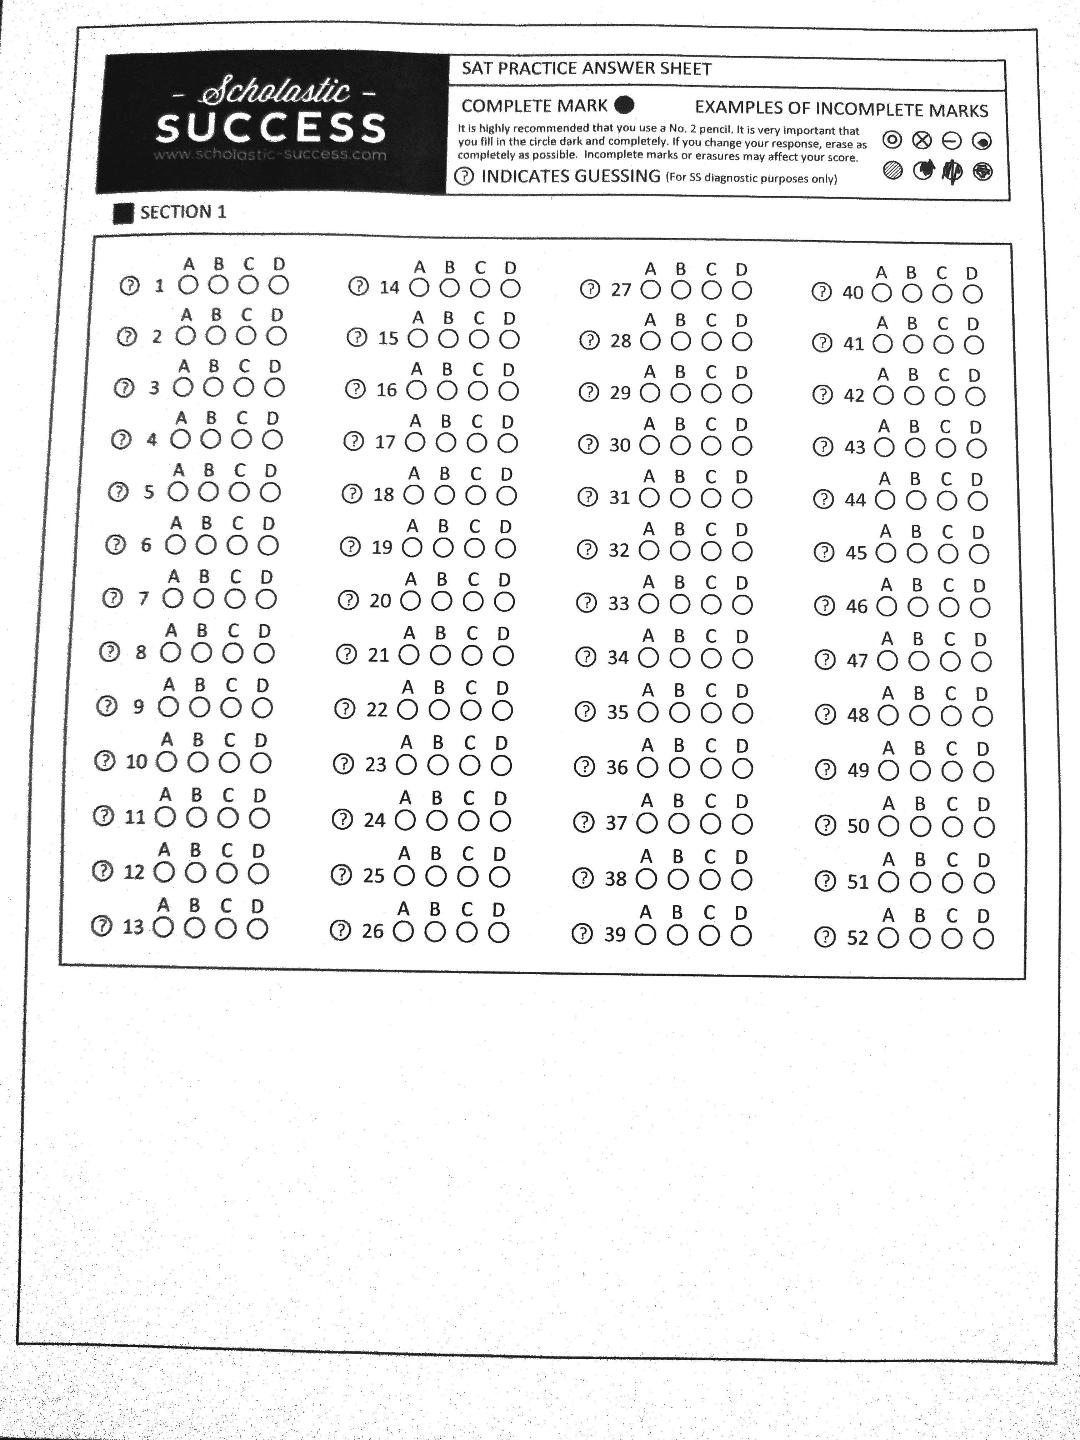 - Scholastic -
SUCCESS
www.scholastic-success.com
SAT PRACTICE ANSWER SHEET
COMPLETE MARK
EXAMPLES OF INCOMPLETE MARKS
It is highly recommended that you use a No. 2 pencil. It is very important that
you fill in the circle dark and completely. If you change your response, erase as
completely as possible. Incomplete marks or erasures may affect your score.
? INDICATES GUESSING (For SS diagnostic purposes only)
SECTION 1
A B C D A B C D A B C D A B C D
? 1 ? 14 ? 27 ? 40
A B C D A B C D A B C D A B C D
? 2 ? 15 ? 28 ? 41
A B C D A B C D A B C D A B C D
? 3 ? 16 ? 29 ? 42
A B C D A B C D A B C D A B C D
? 4 ? 17 ? 30 ? 43
A B C D A B C D A B C D A B C D
? 5 ? 18 ? 31 ? 44
A B C D A B C D A B C D A B C D
? 6 ? 19 ? 32 ? 45
A B C D A B C D A B C D A B C D
? 7 ? 20 ? 33 ? 46
A B C D A B C D A B C D A B C D
? 8 ? 21 ? 34 ? 47
A B C D A B C D A B C D A B C D
? 9 ? 22 ? 35 ? 48
A B C D A B C D A B C D A B C D
? 10 ? 23 ? 36 ? 49
A B C D A B C D A B C D A B C D
? 11 ? 24 ? 37 ? 50
A B C D A B C D A B C D A B C D
? 12 ? 25 ? 38 ? 51
A B C D A B C D A B C D A B C D
? 13 ? 26 ? 39 ? 52